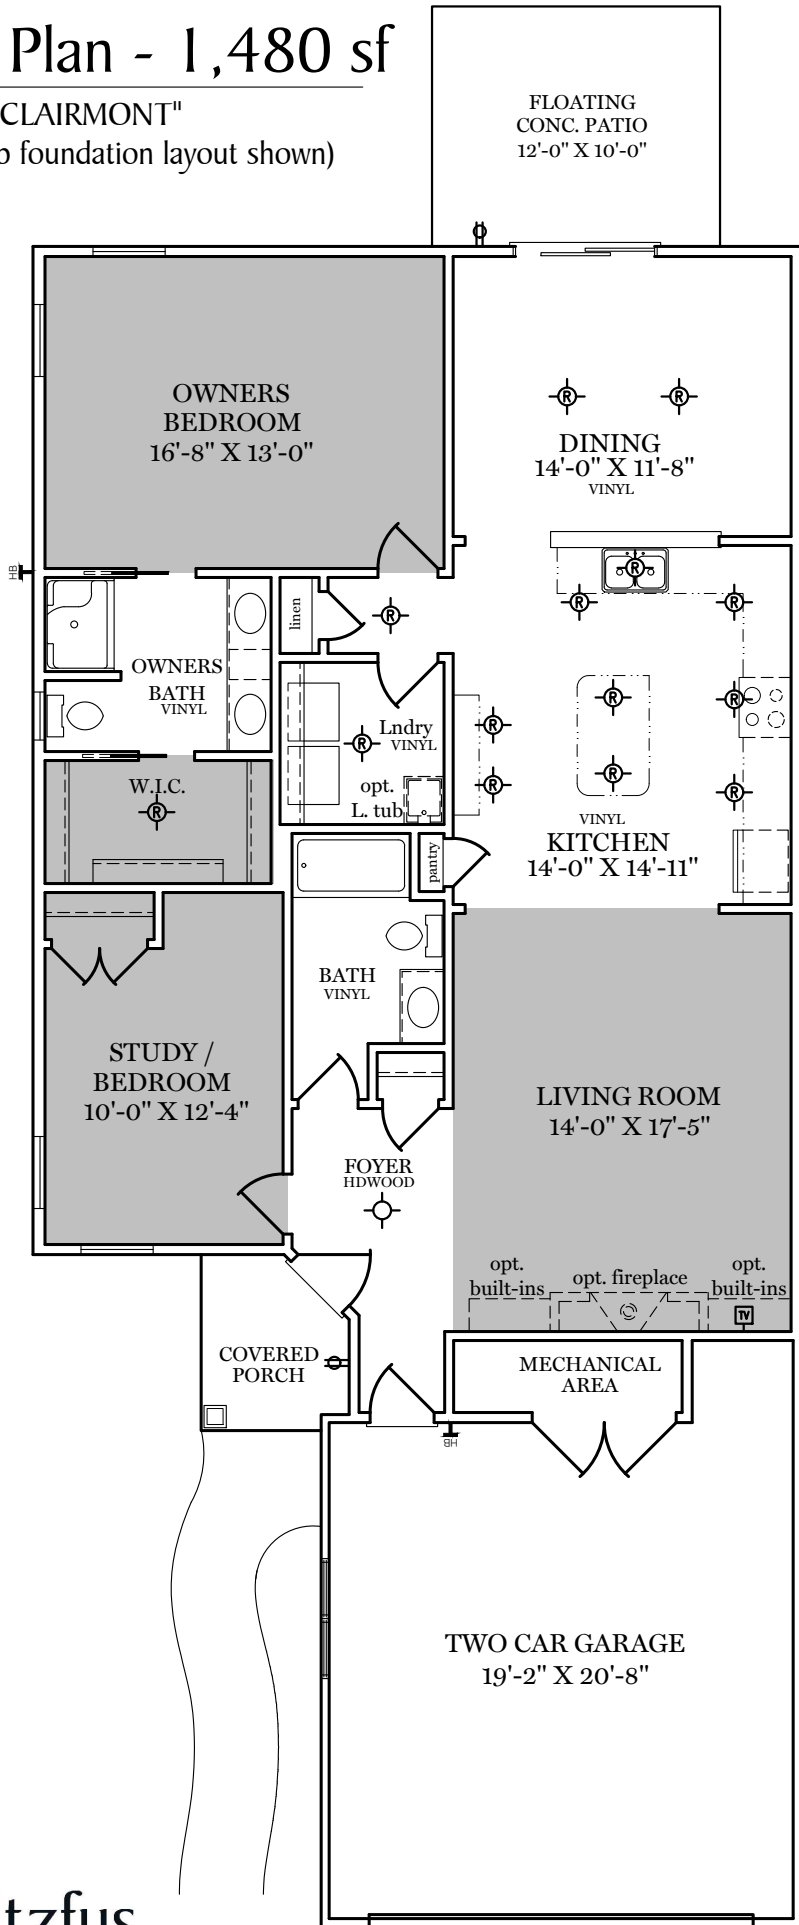 Plan - 1,480 sf
CLAIRMONT"
foundation layout shown)
FLOATING
CONC. PATIO
12'-0" X 10'-0"
OWNERS
BEDROOM
16'-8" X 13'-0"
R
R
DINING
14'-0" X 11'-8"
VINYL
HB
linen
R
R
R
R
OWNERS
BATH
VINYL
Lndry
VINYL
R
opt.
L. tub
R
R
R
R
R
R
W.I.C.
R
VINYL
KITCHEN
14'-0" X 14'-11"
pantry
BATH
VINYL
STUDY /
BEDROOM
10'-0" X 12'-4"
LIVING ROOM
14'-0" X 17'-5"
FOYER
HDWOOD
opt.
built-ins
opt. fireplace
opt.
built-ins
TV
COVERED
PORCH
MECHANICAL
AREA
HB
TWO CAR GARAGE
19'-2" X 20'-8"
tzfus